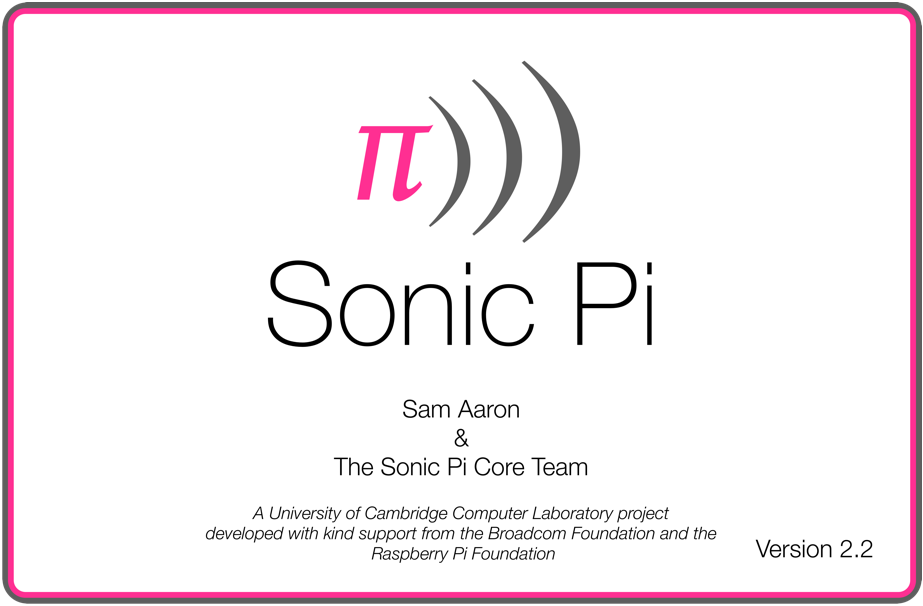 π
Sonic Pi
Sam Aaron
&
The Sonic Pi Core Team
A University of Cambridge Computer Laboratory project
developed with kind support from the Broadcom Foundation and the
Raspberry Pi Foundation
Version 2.2